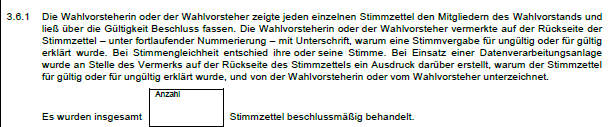 3.6.1 Die Wahlvorsteherin oder der Wahlvorsteher zeigte jeden einzelnen Stimmzettel den Mitgliedern des Wahlvorstands und
ließ über die Gültigkeit Beschluss fassen. Die Wahlvorsteherin oder der Wahlvorsteher vermerkte auf der Rückseite der
Stimmzettel – unter fortlaufender Nummerierung – mit Unterschrift, warum eine Stimmvergabe für ungültig oder für gültig
erklärt wurde. Bei Stimmengleichheit entschied ihre oder seine Stimme. Bei Einsatz einer Datenverarbeitungsanlage
wurde an Stelle des Vermerks auf der Rückseite des Stimmzettels ein Ausdruck darüber erstellt, warum der Stimmzettel
für gültig oder für ungültig erklärt wurde, und von der Wahlvorsteherin oder vom Wahlvorsteher unterzeichnet.
Anzahl
Es wurden insgesamt Stimmzettel beschlussmäßig behandelt.